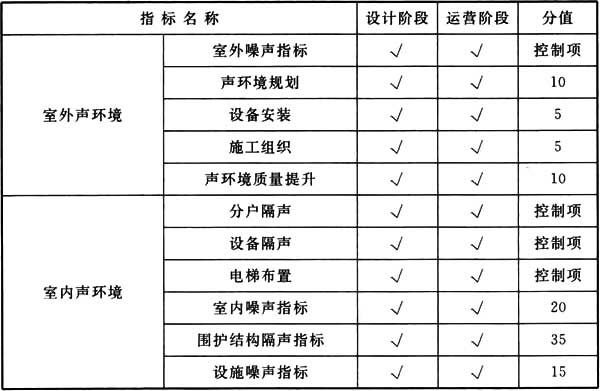 指标名称 设计阶段 运营阶段 分值
室外声环境
室外噪声指标 √ √ 控制项
声环境规划 √ √ 10
设备安装 √ √ 5
施工组织 √ √ 5
声环境质量提升 √ √ 10
室内声环境
分户隔声 √ √ 控制项
设备隔声 √ √ 控制项
电梯布置 √ √ 控制项
室内噪声指标 √ √ 20
围护结构隔声指标 √ √ 35
设施噪声指标 √ √ 15